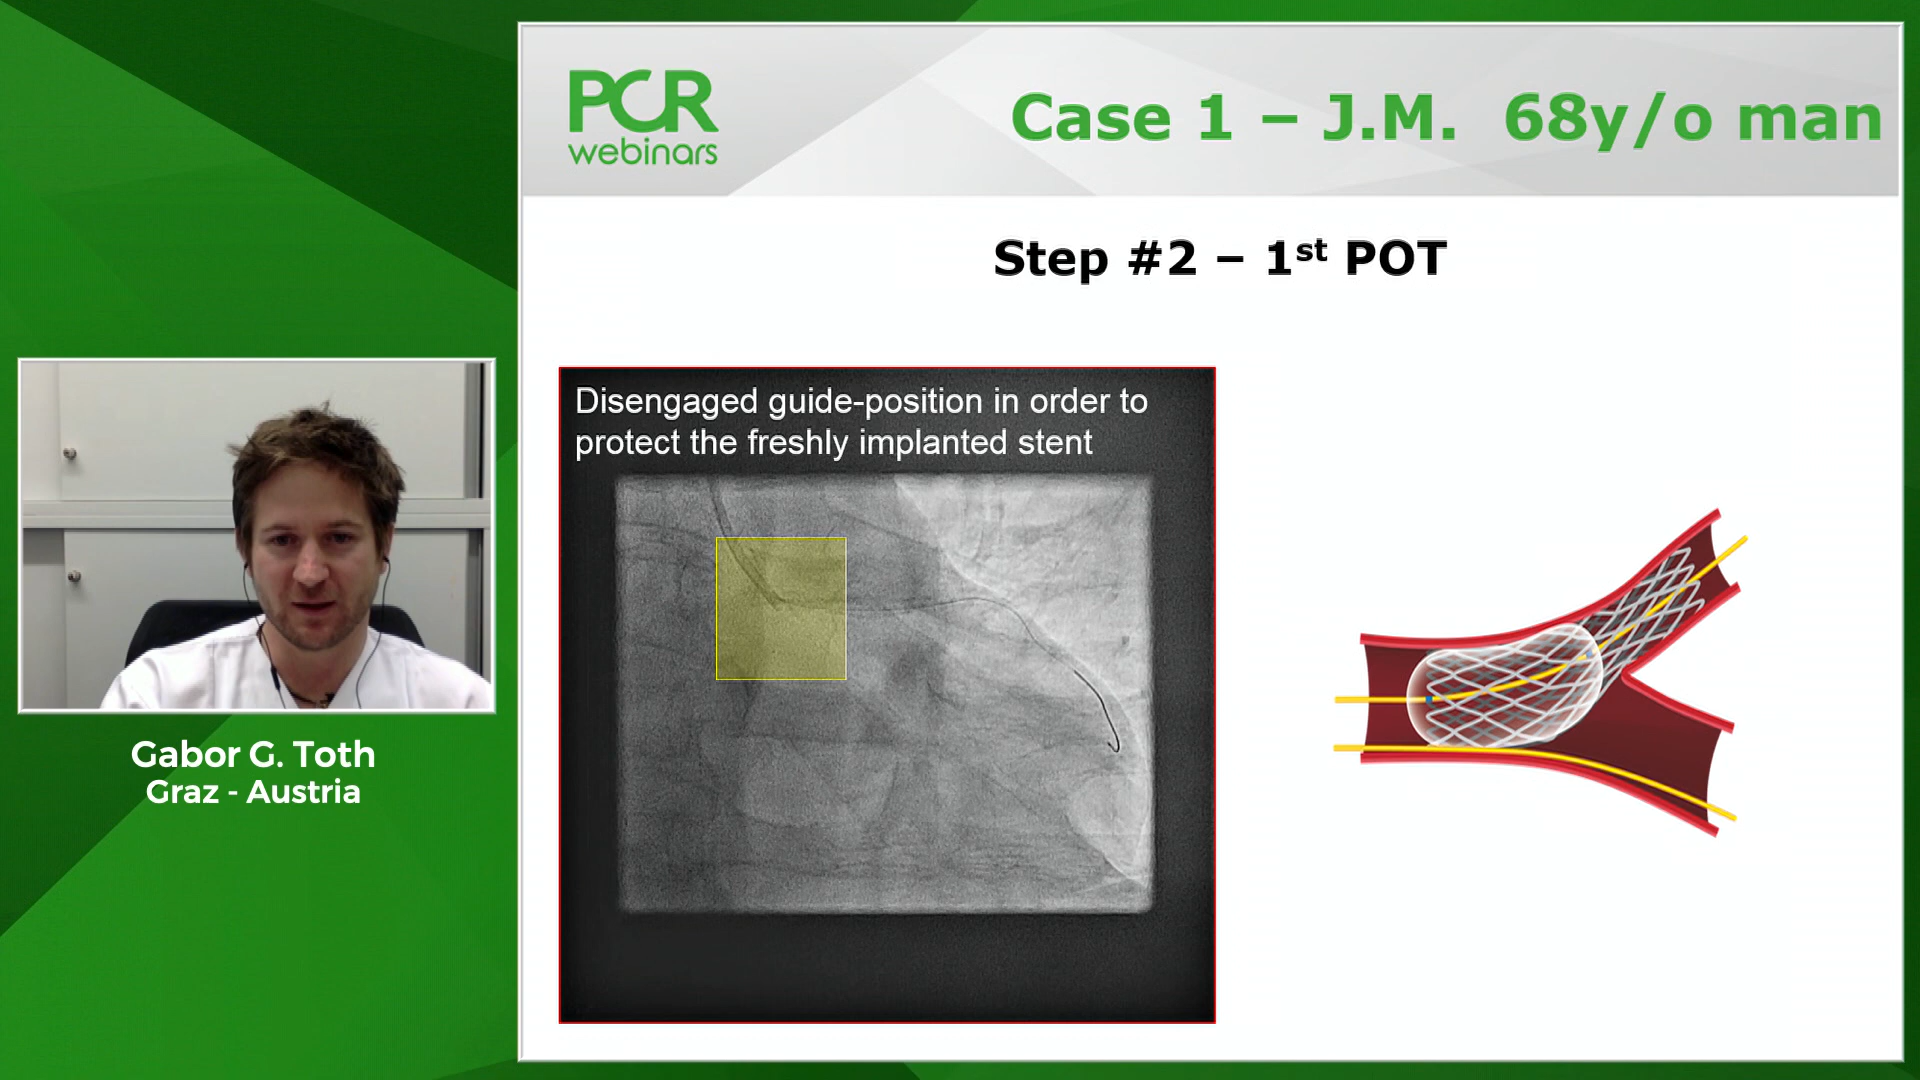 PCR
webinars
Case 1 – J.M. 68y/o man
Step #2 – 1st POT
Disengaged guide-position in order to
protect the freshly implanted stent
Gabor G. Toth
Graz - Austria